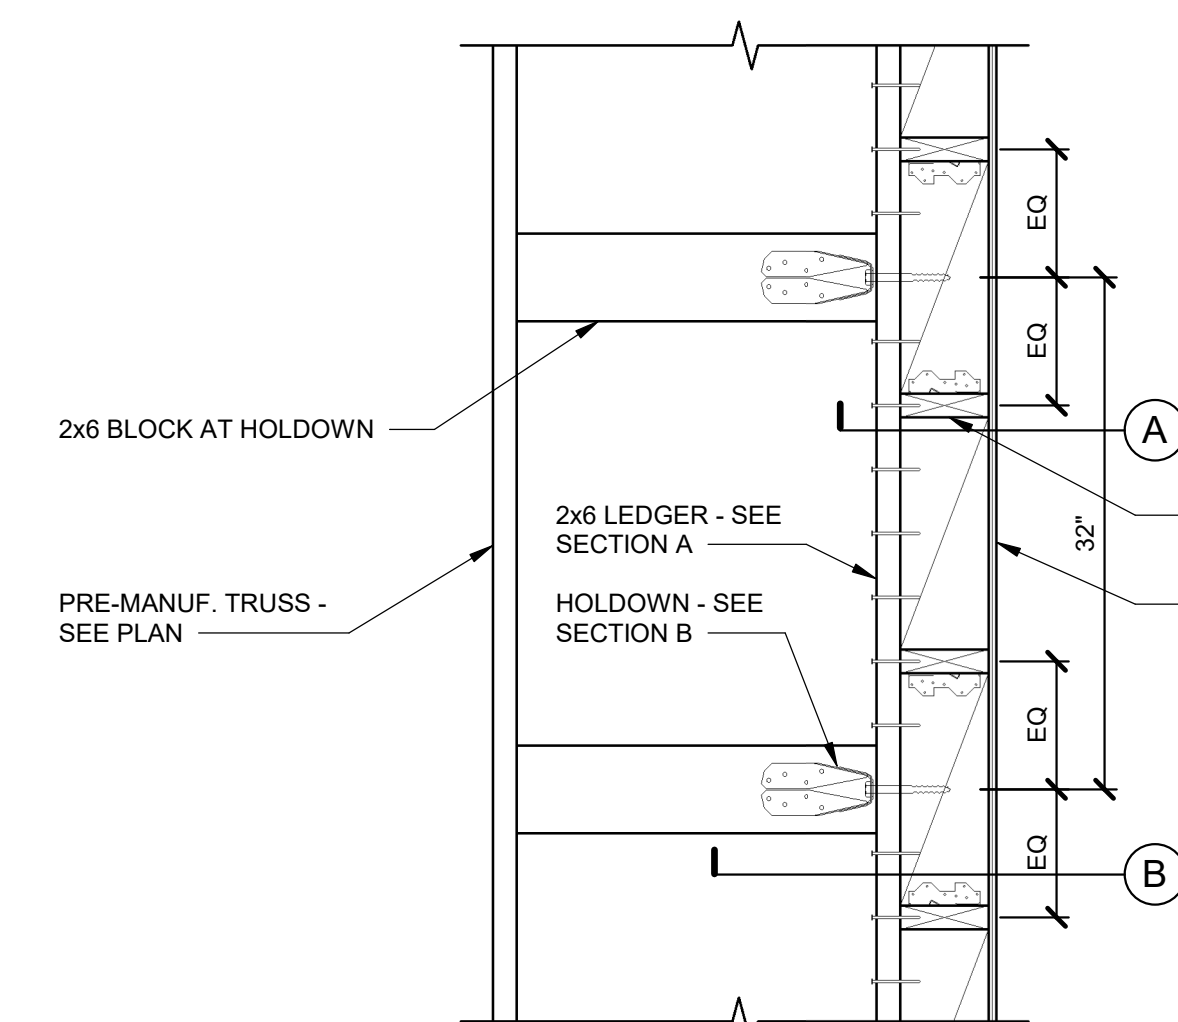 EQ
EQ
2x6 BLOCK AT HOLDOWN
A
2x6 LEDGER - SEE
SECTION A
32"
PRE-MANUF. TRUSS -
SEE PLAN
HOLDOWN - SEE
SECTION B
EQ
EQ
B